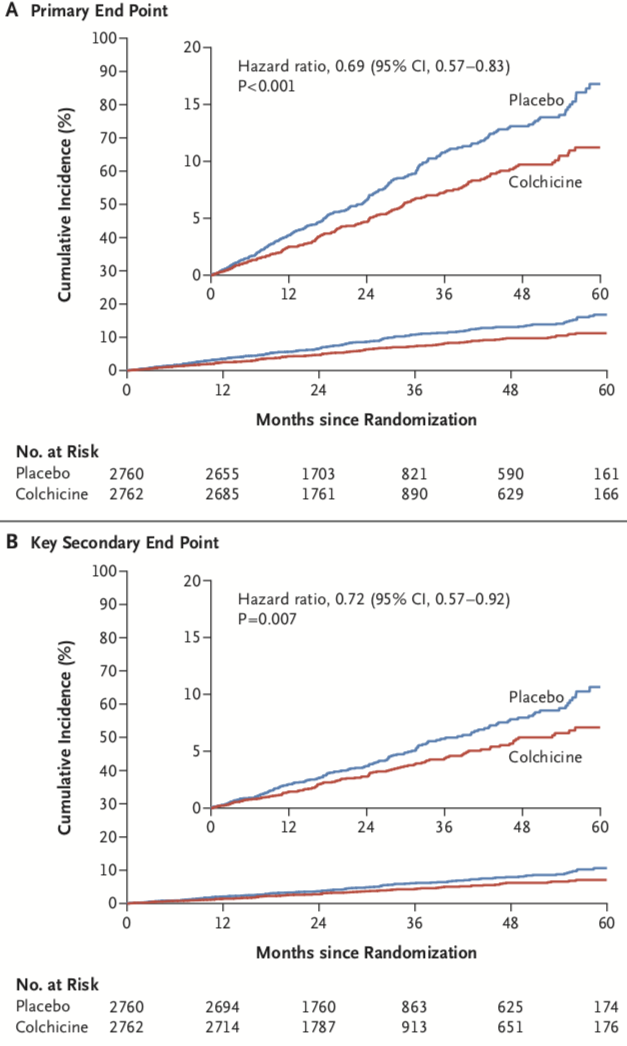 A Primary End Point
Cumulative Incidence (%)
100
90
80
70
60
50
40
30
20
10
0
20
15
10
5
0
Hazard ratio, 0.69 (95% CI, 0.57–0.83)
P<0.001
Placebo
Colchicine
0 12 24 36 48 60
0 12 24 36 48 60
Months since Randomization
No. at Risk
Placebo 2760 2655 1703 821 590 161
Colchicine 2762 2685 1761 890 629 166
B Key Secondary End Point
Cumulative Incidence (%)
100
90
80
70
60
50
40
30
20
10
0
20
15
10
5
0
Hazard ratio, 0.72 (95% CI, 0.57–0.92)
P=0.007
Placebo
Colchicine
0 12 24 36 48 60
0 12 24 36 48 60
Months since Randomization
No. at Risk
Placebo 2760 2694 1760 863 625 174
Colchicine 2762 2714 1787 913 651 176